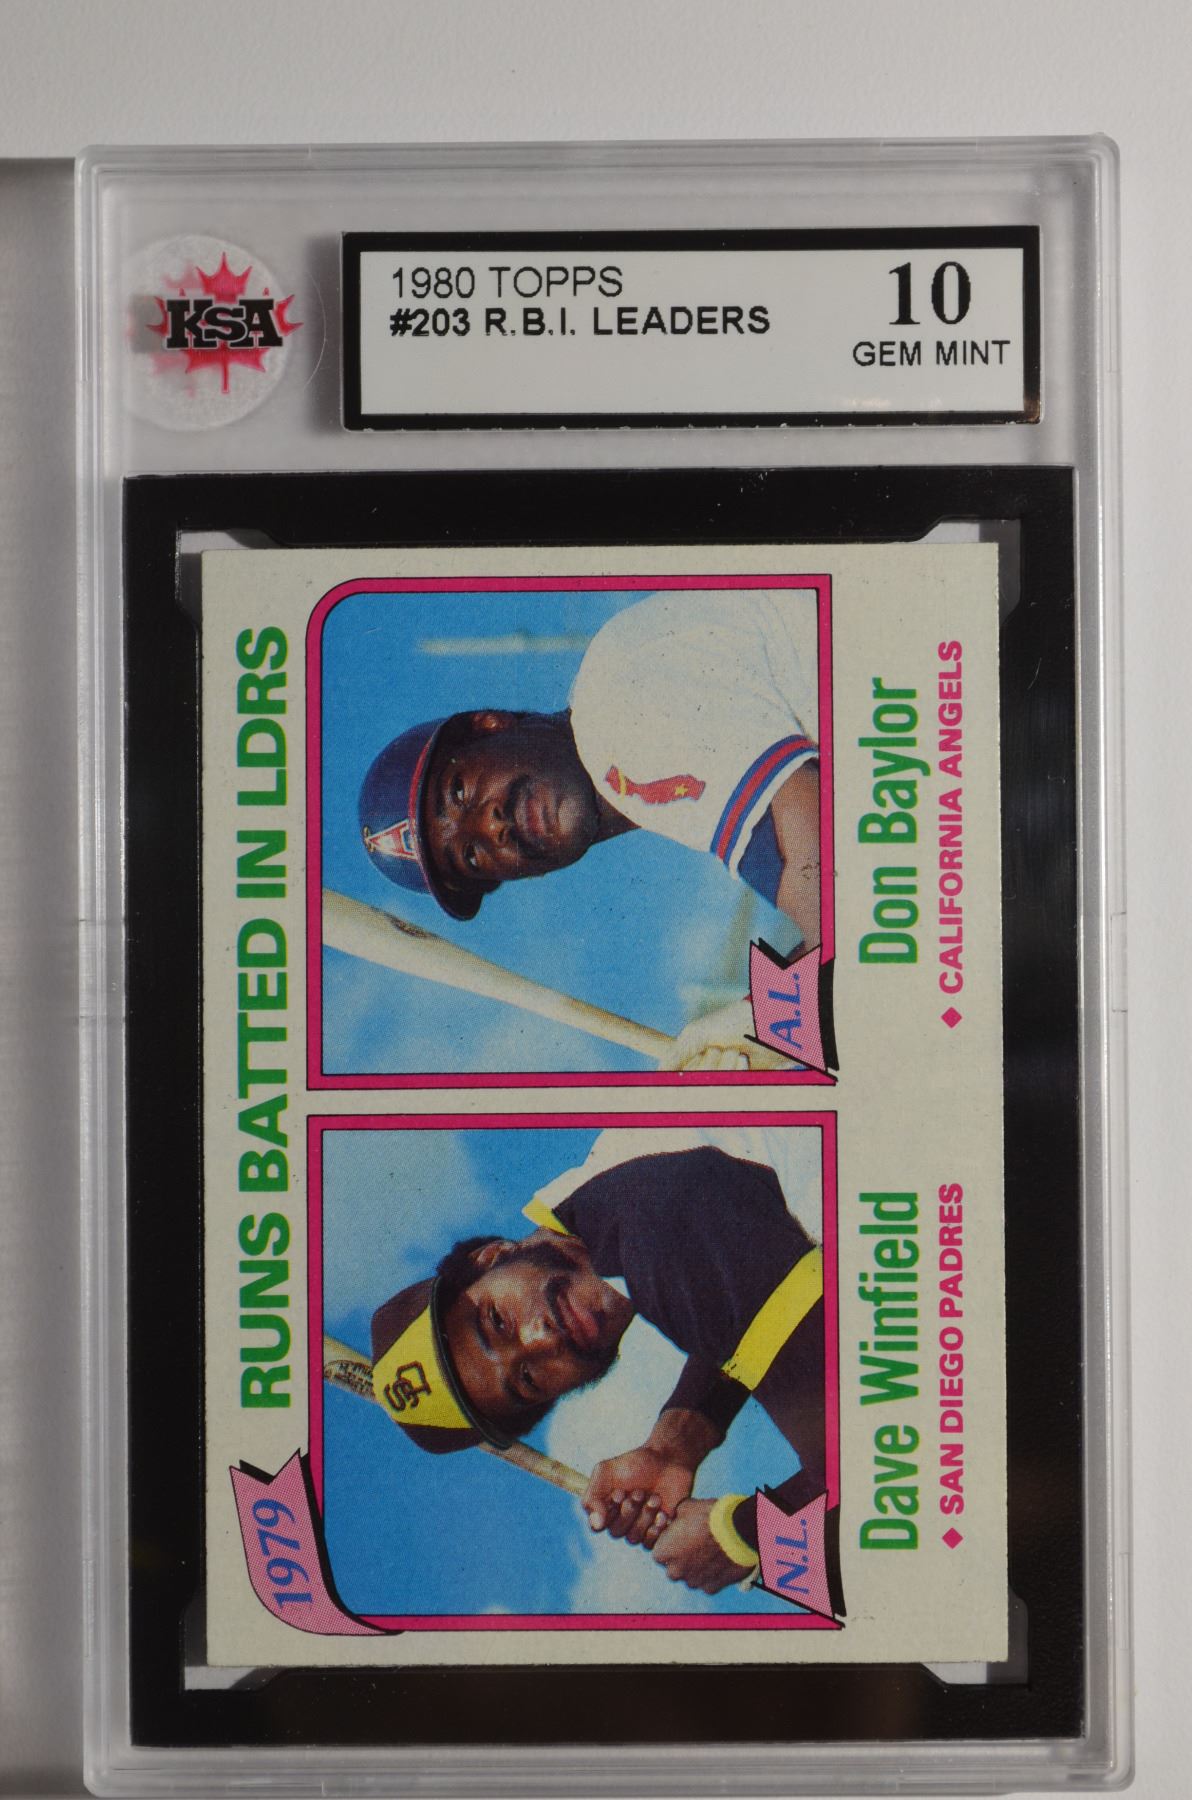 KSA
1980 TOPPS
#203 R.B.I. LEADERS
10
GEM MINT
1979
RUNS BATTED IN LDRS
N.L.
A.L.
Dave Winfield
◆ SAN DIEGO PADRES
Don Baylor
◆ CALIFORNIA ANGELS
SD
A